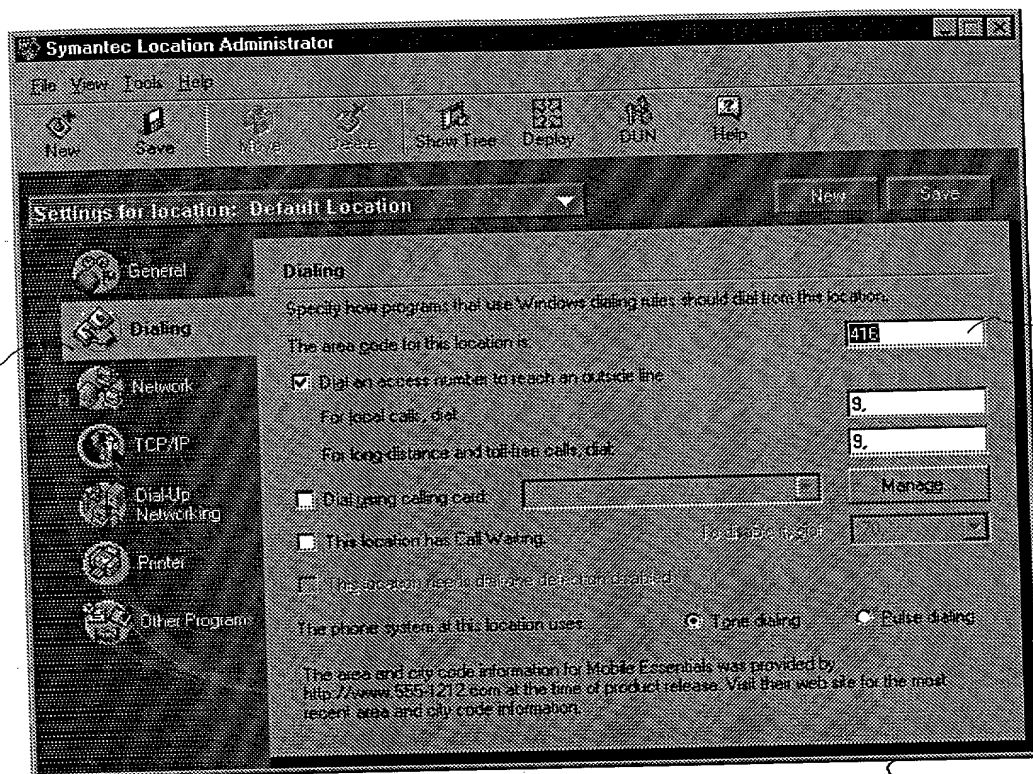 Symantec Location Administrator
File View Tools Help
New Save Move Delete Show Tree Deploy DUN Help
Settings for location: Default Location
New Save
General
Dialing
Network
TCP/IP
Dial-Up
Networking
Printer
Other Program
Dialing
Specify how programs that use Windows dialing rules should dial from this location.
The area code for this location is: 416
Dial an access number to reach an outside line
For local calls, dial: 9,
For long-distance and toll-free calls, dial: 9,
Dial using calling card: Manage
This location has Call Waiting.
This location needs dial-tone detection disabled
The phone system at this location uses: Tone dialing Pulse dialing
The area and city code information for Mobile Essentials was provided by
http://www.555-1212.com at the time of product release. Visit their web site for the most
recent area and city code information.